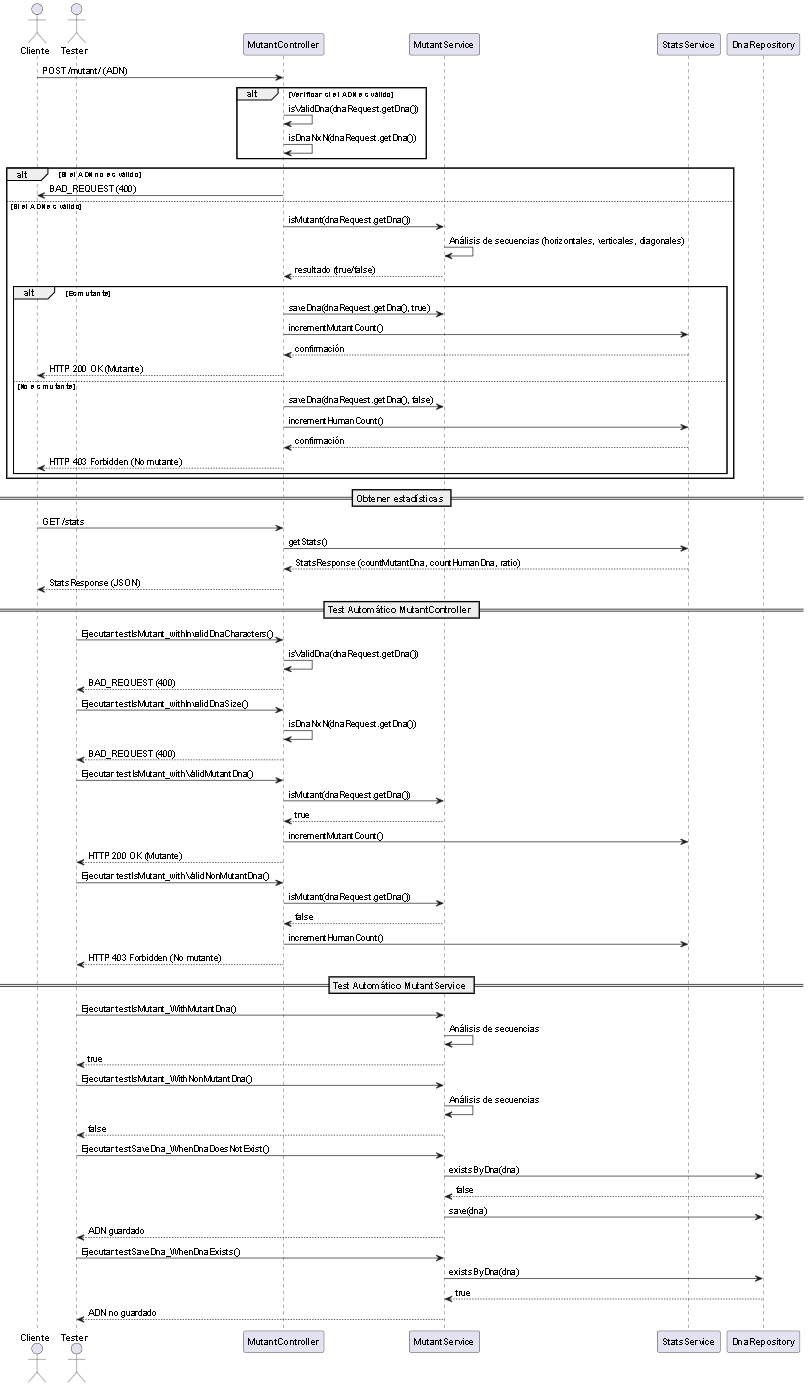 Cliente
Tester
MutantController
MutantService
StatsService
DnaRepository
POST /mutant/ (ADN)
alt [Verificar si el ADN es válido]
isValidDna(dnaRequest.getDna())
isDnaNxN(dnaRequest.getDna())
alt [Si el ADN no es válido]
BAD_REQUEST (400)
[Si el ADN es válido]
isMutant(dnaRequest.getDna())
Análisis de secuencias (horizontales, verticales, diagonales)
resultado (true/false)
alt [Es mutante]
saveDna(dnaRequest.getDna(), true)
incrementMutantCount()
confirmación
HTTP 200 OK (Mutante)
[No es mutante]
saveDna(dnaRequest.getDna(), false)
incrementHumanCount()
confirmación
HTTP 403 Forbidden (No mutante)
Obtener estadísticas
GET /stats
getStats()
StatsResponse (countMutantDna, countHumanDna, ratio)
StatsResponse (JSON)
Test Automático MutantController
Ejecutar testIsMutant_withInvalidDnaCharacters()
isValidDna(dnaRequest.getDna())
BAD_REQUEST (400)
Ejecutar testIsMutant_withInvalidDnaSize()
isDnaNxN(dnaRequest.getDna())
BAD_REQUEST (400)
Ejecutar testIsMutant_withValidMutantDna()
isMutant(dnaRequest.getDna())
true
incrementMutantCount()
HTTP 200 OK (Mutante)
Ejecutar testIsMutant_withValidNonMutantDna()
isMutant(dnaRequest.getDna())
false
incrementHumanCount()
HTTP 403 Forbidden (No mutante)
Test Automático MutantService
Ejecutar testIsMutant_WithMutantDna()
Análisis de secuencias
true
Ejecutar testIsMutant_WithNonMutantDna()
Análisis de secuencias
false
Ejecutar testSaveDna_WhenDnaDoesNotExist()
existsByDna(dna)
false
save(dna)
ADN guardado
Ejecutar testSaveDna_WhenDnaExists()
existsByDna(dna)
true
ADN no guardado
Cliente
Tester
MutantController
MutantService
StatsService
DnaRepository